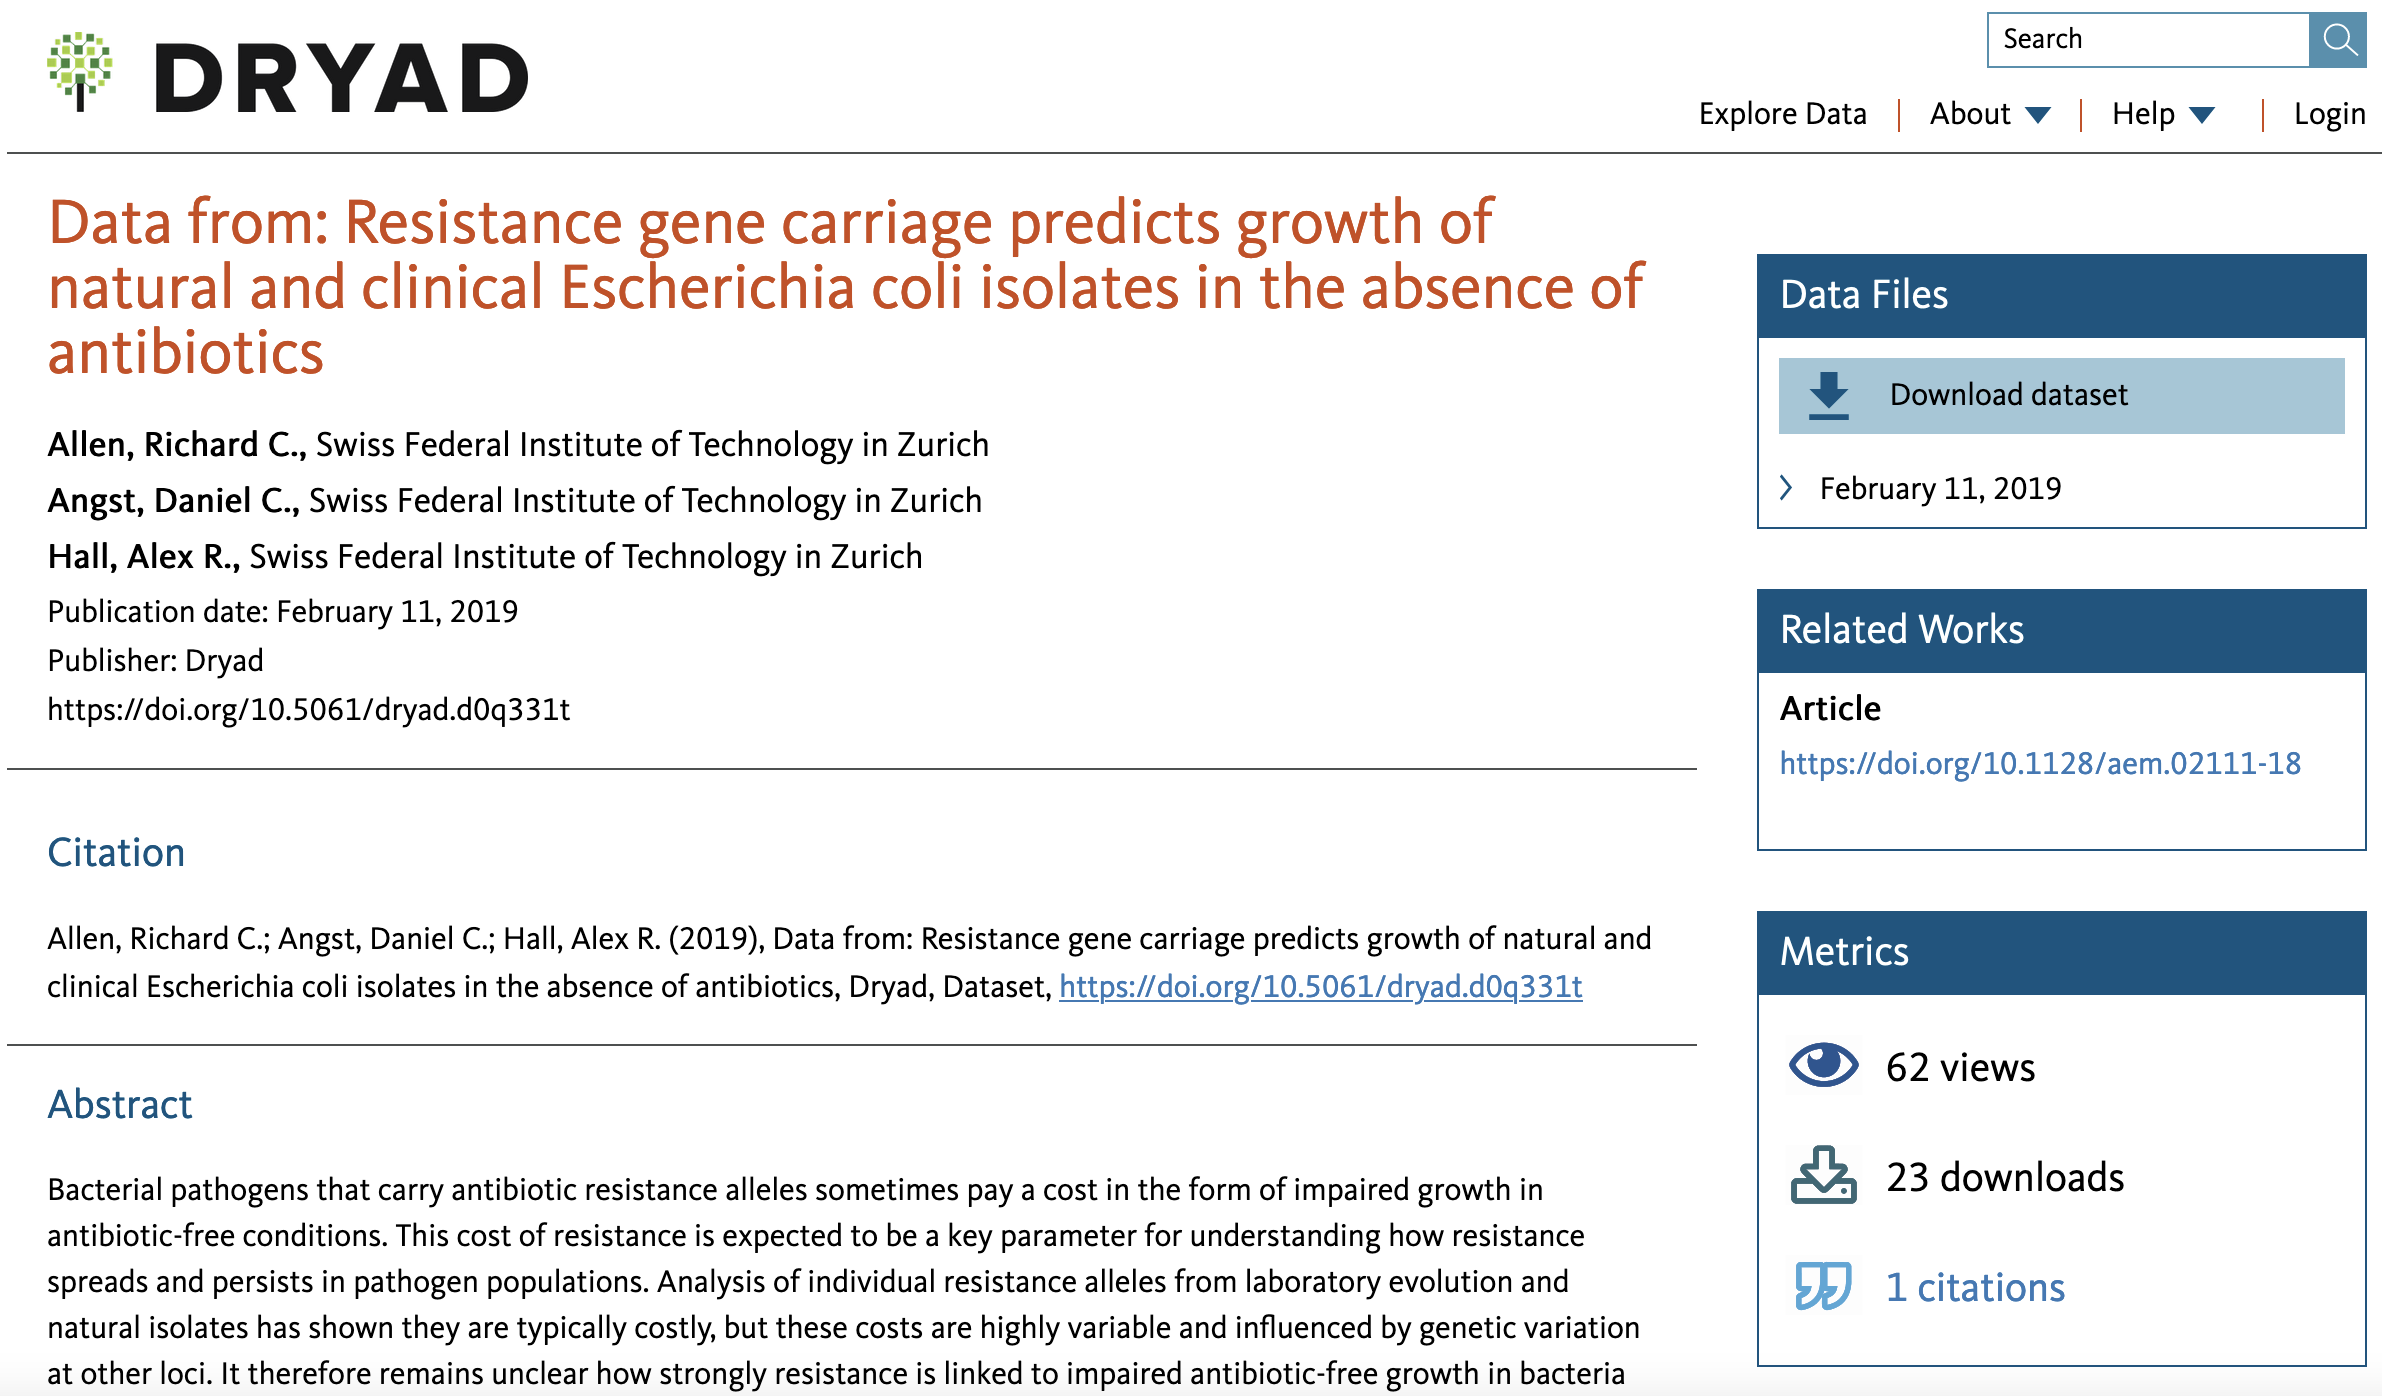 DRYAD
Search
Explore Data | About | Help | Login
Data from: Resistance gene carriage predicts growth of
natural and clinical Escherichia coli isolates in the absence of
antibiotics
Allen, Richard C., Swiss Federal Institute of Technology in Zurich
Angst, Daniel C., Swiss Federal Institute of Technology in Zurich
Hall, Alex R., Swiss Federal Institute of Technology in Zurich
Publication date: February 11, 2019
Publisher: Dryad
https://doi.org/10.5061/dryad.d0q331t
Citation
Allen, Richard C.; Angst, Daniel C.; Hall, Alex R. (2019), Data from: Resistance gene carriage predicts growth of natural and
clinical Escherichia coli isolates in the absence of antibiotics, Dryad, Dataset, https://doi.org/10.5061/dryad.d0q331t
Abstract
Bacterial pathogens that carry antibiotic resistance alleles sometimes pay a cost in the form of impaired growth in
antibiotic-free conditions. This cost of resistance is expected to be a key parameter for understanding how resistance
spreads and persists in pathogen populations. Analysis of individual resistance alleles from laboratory evolution and
natural isolates has shown they are typically costly, but these costs are highly variable and influenced by genetic variation
at other loci. It therefore remains unclear how strongly resistance is linked to impaired antibiotic-free growth in bacteria
Data Files
Download dataset
February 11, 2019
Related Works
Article
https://doi.org/10.1128/aem.02111-18
Metrics
62 views
23 downloads
1 citations